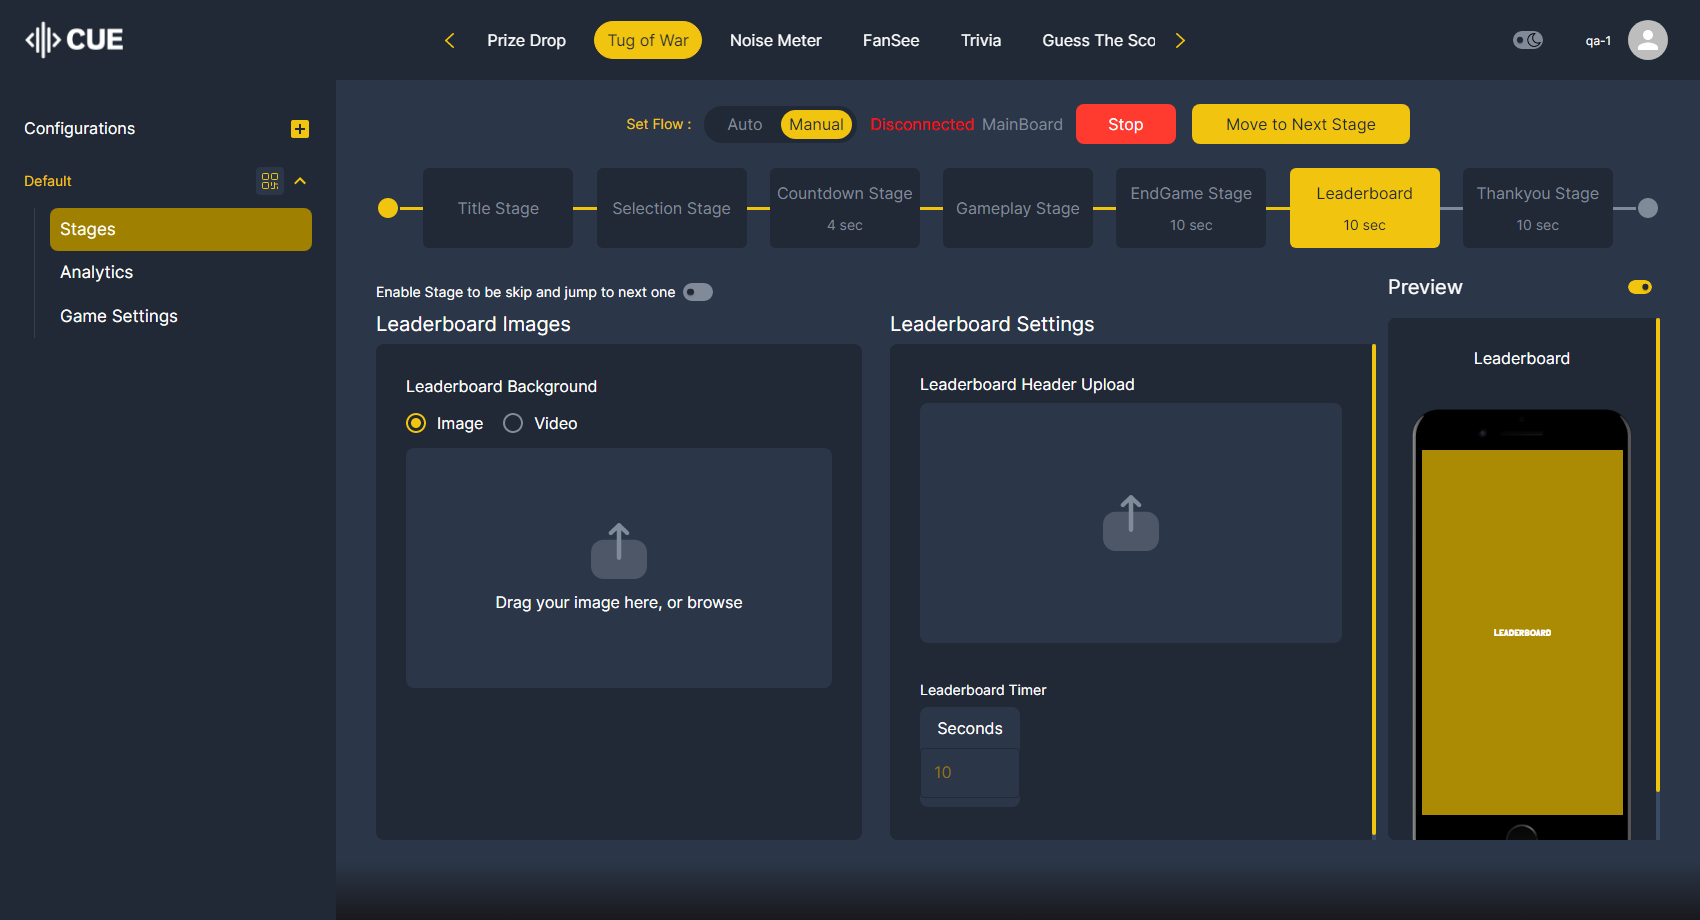 CUE
Prize Drop
Tug of War
Noise Meter
FanSee
Trivia
Guess The Sco
qa-1
Configurations
Default
Stages
Analytics
Game Settings
Set Flow :
Auto
Manual
Disconnected MainBoard
Stop
Move to Next Stage
Title Stage
Selection Stage
Countdown Stage
4 sec
Gameplay Stage
EndGame Stage
10 sec
Leaderboard
10 sec
Thankyou Stage
10 sec
Enable Stage to be skip and jump to next one
Leaderboard Images
Leaderboard Background
Image
Video
Drag your image here, or browse
Leaderboard Settings
Leaderboard Header Upload
Leaderboard Timer
Seconds
10
Preview
Leaderboard
LEADERBOARD